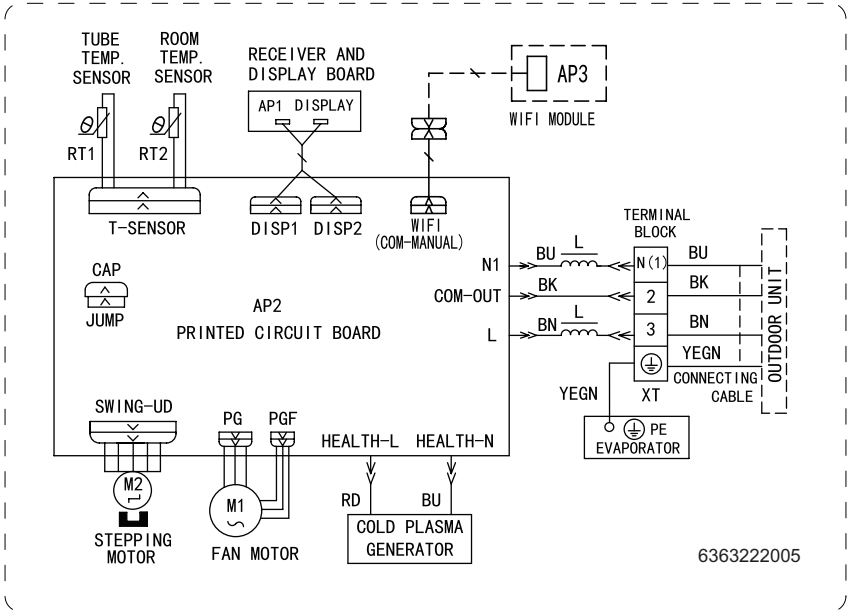 TUBE
TEMP.
SENSOR
ROOM
TEMP.
SENSOR
RECEIVER AND
DISPLAY BOARD
AP1 DISPLAY
AP3
WIFI MODULE
θ
RT1
θ
RT2
T-SENSOR
DISP1
DISP2
WIFI
(COM-MANUAL)
TERMINAL
BLOCK
CAP
JUMP
AP2
PRINTED CIRCUIT BOARD
N1
BU
L
N(1)
BU
COM-OUT
BK
2
BK
L
BN
L
3
BN
YEGN
YEGN
XT
CONNECTING
CABLE
OUTDOOR UNIT
PE
EVAPORATOR
SWING-UD
PG
PGF
HEALTH-L
HEALTH-N
M2
M1
RD
BU
STEPPING
MOTOR
FAN MOTOR
COLD PLASMA
GENERATOR
6363222005